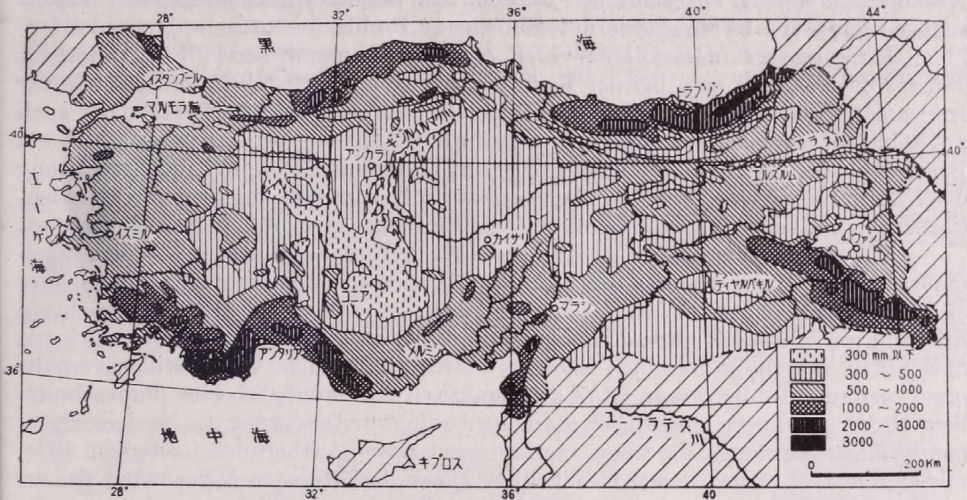 28° 32° 36° 40° 44°
黒 海
イスタンブール
マルモラ海
トラブゾン
40°
アンカラ
アラス川
40°
エルズルム
エーゲ海
イズミル
カイサリ
ヴァン
コニア
マラシ
ディヤルバキル
アンタリア
メルシン
36°
300 mm 以下
300 ～ 500
500 ～ 1000
1000 ～ 2000
2000 ～ 3000
3000
ユーフラテス川
地中海
キプロス
0 200Km
28° 32° 36° 40°